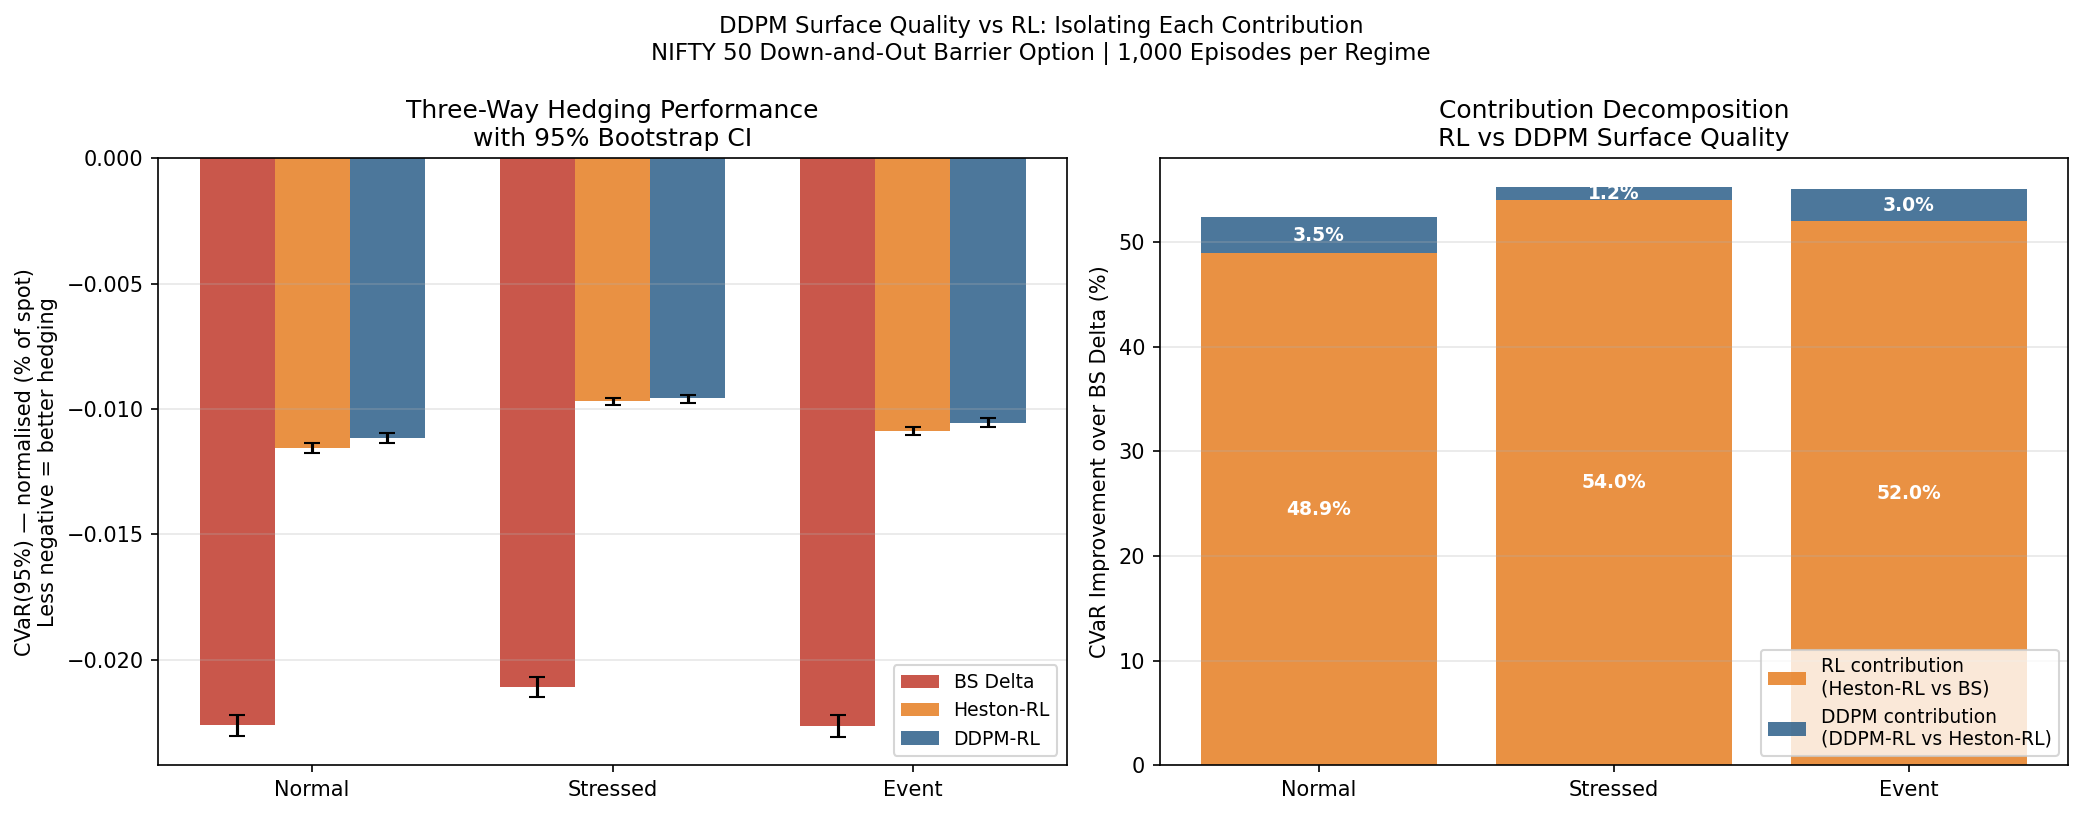 DDPM Surface Quality vs RL: Isolating Each Contribution
NIFTY 50 Down-and-Out Barrier Option | 1,000 Episodes per Regime
Three-Way Hedging Performance
with 95% Bootstrap CI
CVaR(95%) — normalised (% of spot)
Less negative = better hedging
0.000
−0.005
−0.010
−0.015
−0.020
Normal
Stressed
Event
BS Delta
Heston-RL
DDPM-RL
Contribution Decomposition
RL vs DDPM Surface Quality
CVaR Improvement over BS Delta (%)
50
40
30
20
10
0
3.5%
1.2%
3.0%
48.9%
54.0%
52.0%
Normal
Stressed
Event
RL contribution
(Heston-RL vs BS)
DDPM contribution
(DDPM-RL vs Heston-RL)